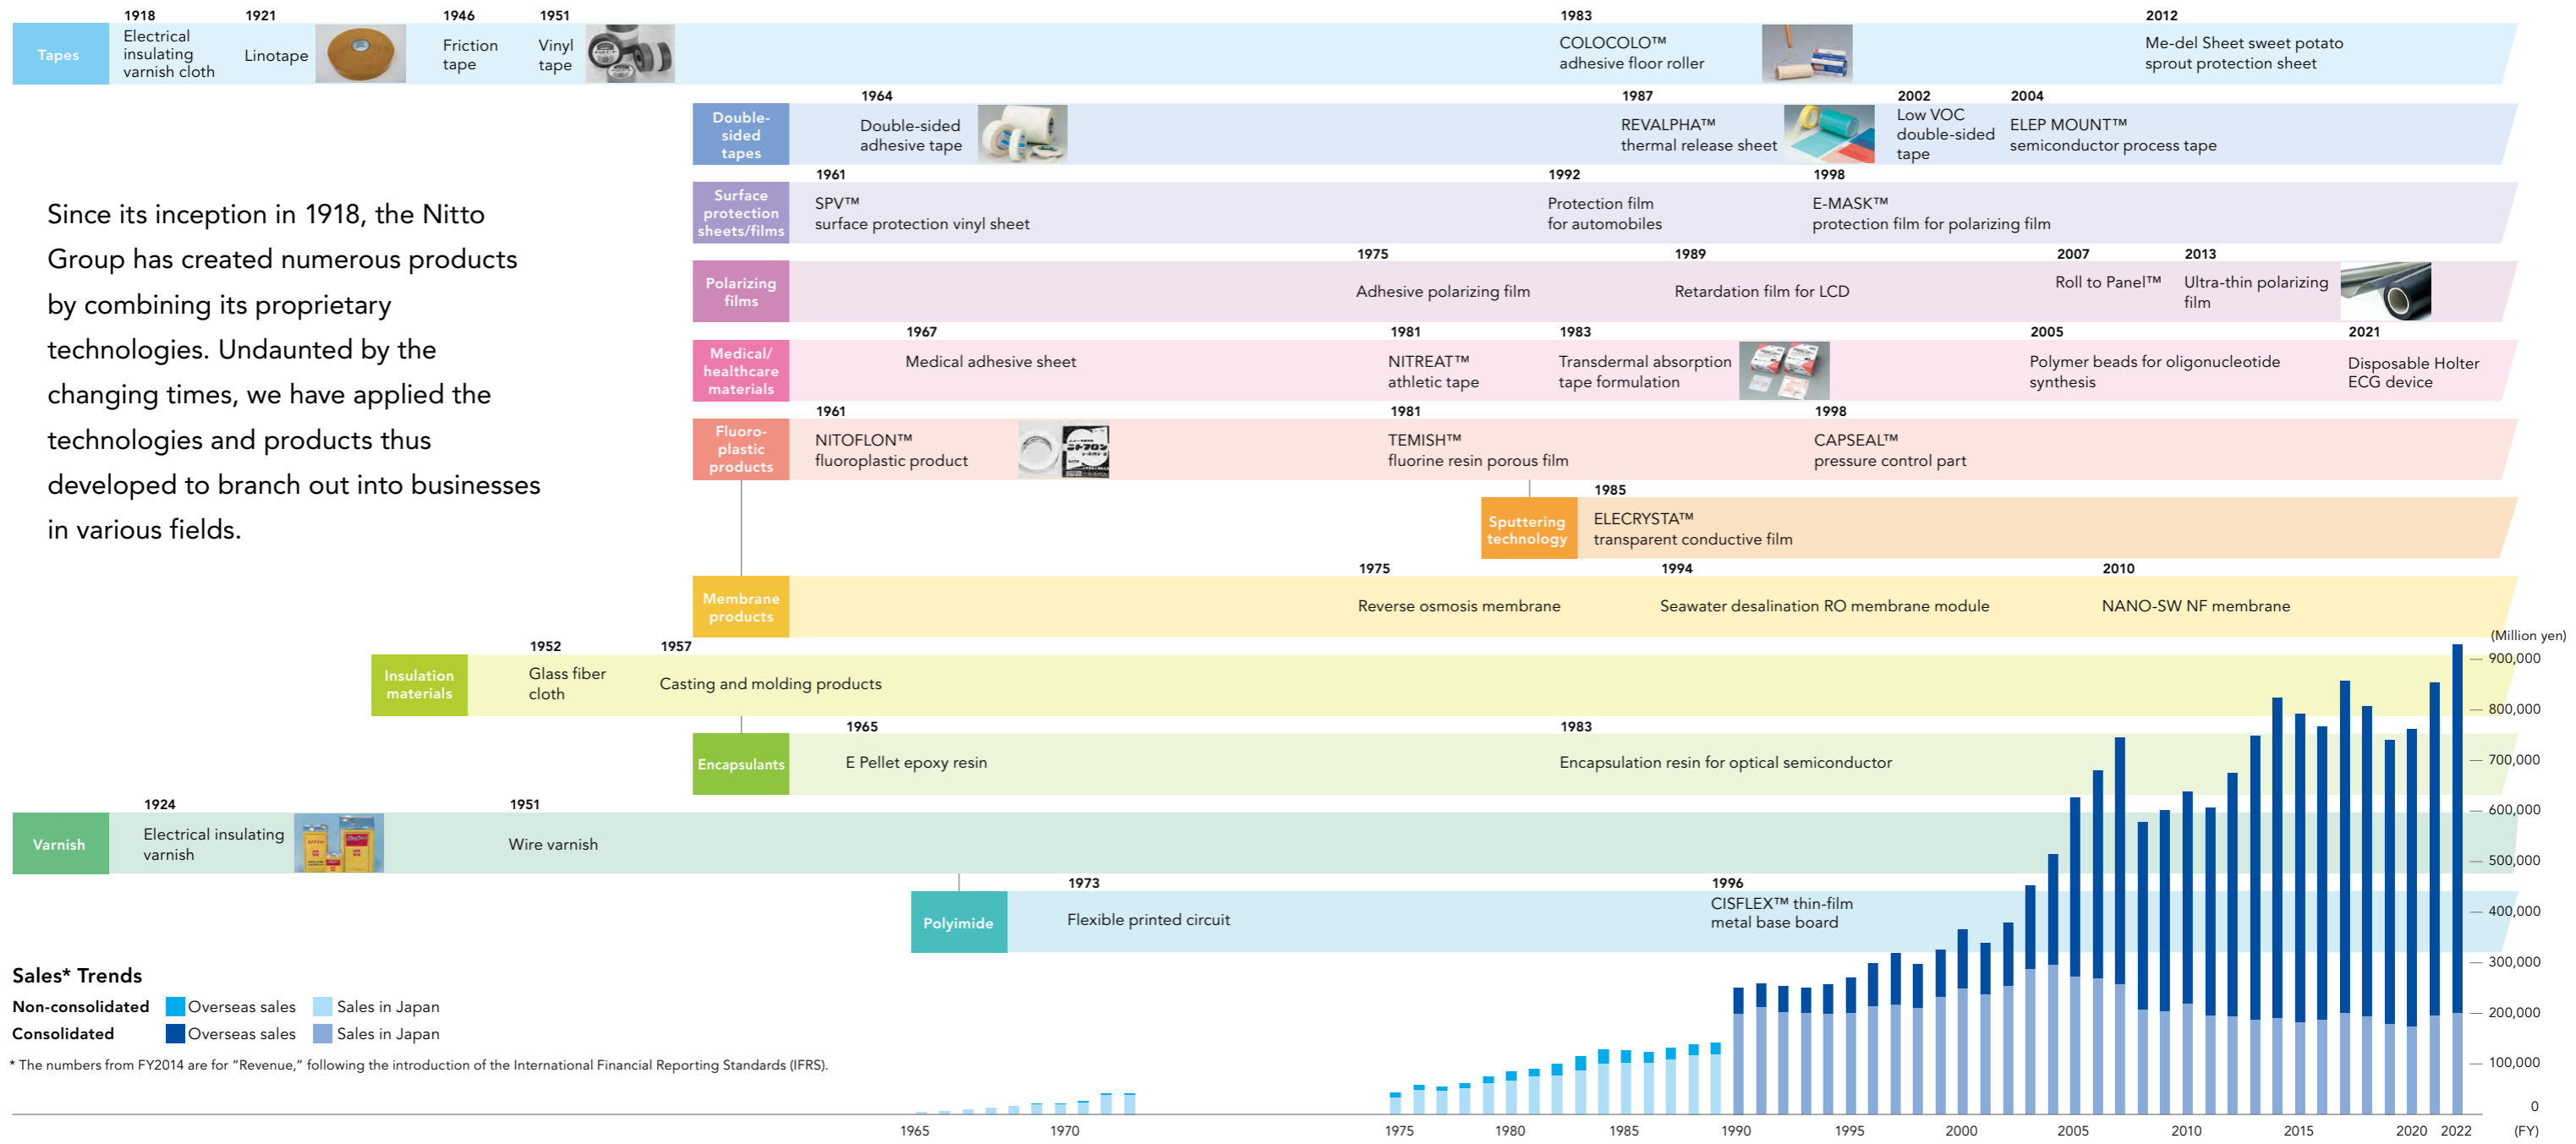 1918
1921
1946
1951
1983
2012
Tapes
Electrical
insulating
varnish cloth
Linotape
Friction
tape
Vinyl
tape
COLOCOLO™
adhesive floor roller
Me-del Sheet sweet potato
sprout protection sheet
1964
1987
2002
2004
Double-
sided
tapes
Double-sided
adhesive tape
REVALPHA™
thermal release sheet
Low VOC
double-sided
tape
ELEP MOUNT™
semiconductor process tape
1961
1992
1998
Surface
protection
sheets/films
SPV™
surface protection vinyl sheet
Protection film
for automobiles
E-MASK™
protection film for polarizing film
Since its inception in 1918, the Nitto
Group has created numerous products
by combining its proprietary
technologies. Undaunted by the
changing times, we have applied the
technologies and products thus
developed to branch out into businesses
in various fields.
1975
1989
2007
2013
Polarizing
films
Adhesive polarizing film
Retardation film for LCD
Roll to Panel™
Ultra-thin polarizing
film
1967
1981
1983
2005
2021
Medical/
healthcare
materials
Medical adhesive sheet
NITREAT™
athletic tape
Transdermal absorption
tape formulation
Polymer beads for oligonucleotide
synthesis
Disposable Holter
ECG device
1961
1981
1998
Fluoro-
plastic
products
NITOFLON™
fluoroplastic product
TEMISH™
fluorine resin porous film
CAPSEAL™
pressure control part
1985
Sputtering
technology
ELECRYSTA™
transparent conductive film
1975
1994
2010
Membrane
products
Reverse osmosis membrane
Seawater desalination RO membrane module
NANO-SW NF membrane
1952
1957
Insulation
materials
Glass fiber
cloth
Casting and molding products
1965
1983
Encapsulants
E Pellet epoxy resin
Encapsulation resin for optical semiconductor
1924
1951
Varnish
Electrical insulating
varnish
Wire varnish
1973
1996
Polyimide
Flexible printed circuit
CISFLEX™ thin-film
metal base board
Sales* Trends
Non-consolidated Overseas sales Sales in Japan
Consolidated Overseas sales Sales in Japan
* The numbers from FY2014 are for “Revenue,” following the introduction of the International Financial Reporting Standards (IFRS).
(Million yen)
900,000
800,000
700,000
600,000
500,000
400,000
300,000
200,000
100,000
0
1965 1970 1975 1980 1985 1990 1995 2000 2005 2010 2015 2020 2022 (FY)